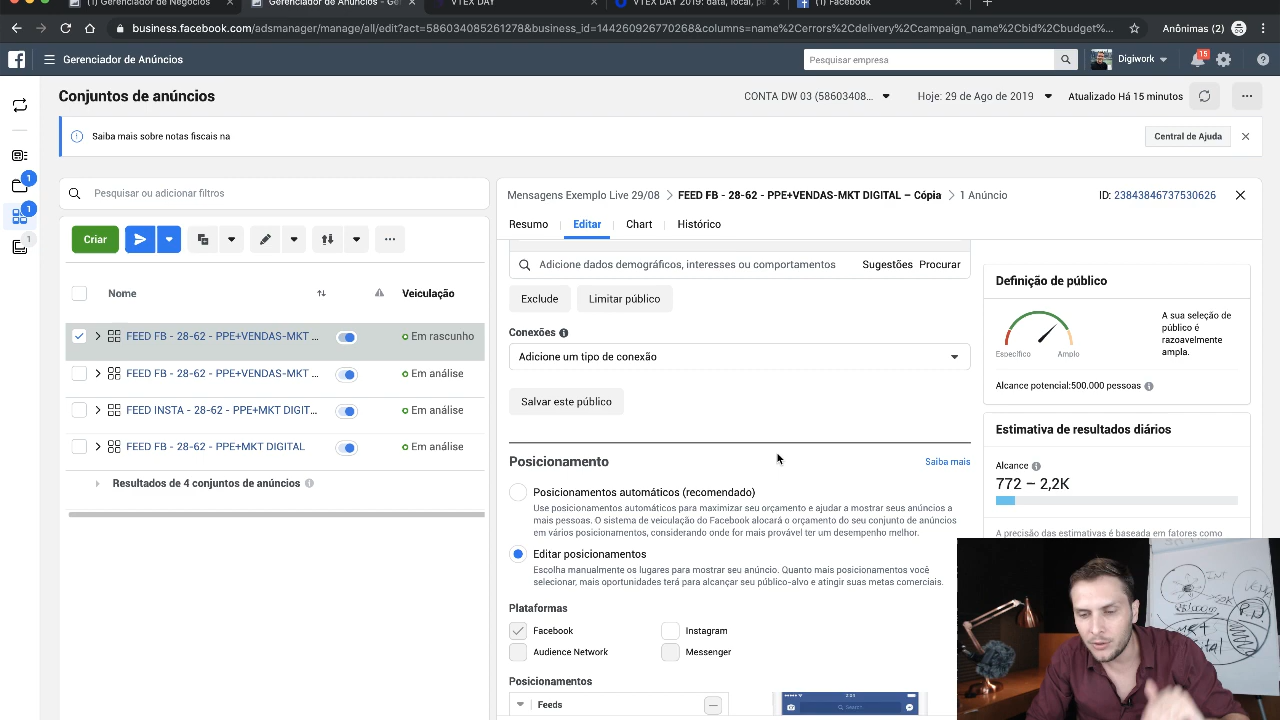 (1) Gerenciador de Negócios
Gerenciador de Anúncios - Ger
VTEX DAY
VTEX DAY 2019: data, local, p
(1) Facebook
business.facebook.com/adsmanager/manage/all/edit?act=586034085261278&business_id=144260926770268&columns=name%2Cerrors%2Cdelivery%2Ccampaign_name%2Cbid%2Cbudget%...
Anônimas (2)
Gerenciador de Anúncios
Pesquisar empresa
Digiwork
15
Conjuntos de anúncios
CONTA DW 03 (58603408...
Hoje: 29 de Ago de 2019
Atualizado Há 15 minutos
Saiba mais sobre notas fiscais na
Central de Ajuda
1
1
1
Pesquisar ou adicionar filtros
Criar
Nome
Veiculação
FEED FB - 28-62 - PPE+VENDAS-MKT ...
Em rascunho
FEED FB - 28-62 - PPE+VENDAS-MKT ...
Em análise
FEED INSTA - 28-62 - PPE+MKT DIGIT...
Em análise
FEED FB - 28-62 - PPE+MKT DIGITAL
Em análise
Resultados de 4 conjuntos de anúncios
Mensagens Exemplo Live 29/08
FEED FB - 28-62 - PPE+VENDAS-MKT DIGITAL – Cópia
1 Anúncio
ID: 23843846737530626
Resumo
Editar
Chart
Histórico
Adicione dados demográficos, interesses ou comportamentos
Sugestões
Procurar
Exclude
Limitar público
Conexões
Adicione um tipo de conexão
Salvar este público
Posicionamento
Saiba mais
Posicionamentos automáticos (recomendado)
Use posicionamentos automáticos para maximizar seu orçamento e ajudar a mostrar seus anúncios a
mais pessoas. O sistema de veiculação do Facebook alocará o orçamento do seu conjunto de anúncios
em vários posicionamentos, considerando onde for mais provável ter um desempenho melhor.
Editar posicionamentos
Escolha manualmente os lugares para mostrar seu anúncio. Quanto mais posicionamentos você
selecionar, mais oportunidades terá para alcançar seu público-alvo e atingir suas metas comerciais.
Plataformas
Facebook
Instagram
Audience Network
Messenger
Posicionamentos
Feeds
Search
Definição de público
Específico
Amplo
A sua seleção de
público é
razoavelmente
ampla.
Alcance potencial:500.000 pessoas
Estimativa de resultados diários
Alcance
772 – 2,2K
A precisão das estimativas é baseada em fatores como